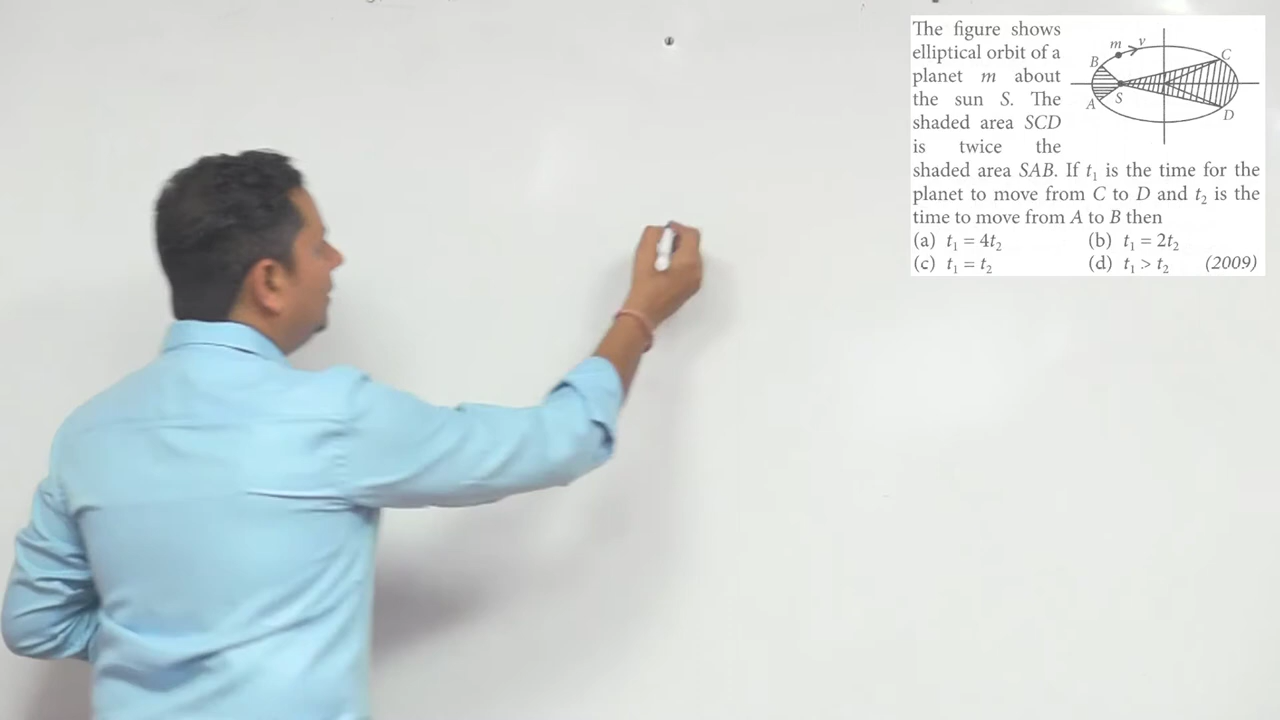 The figure shows
elliptical orbit of a
planet m about
the sun S. The
shaded area SCD
is twice the
shaded area SAB. If t₁ is the time for the
planet to move from C to D and t₂ is the
time to move from A to B then
(a) t₁ = 4t₂ (b) t₁ = 2t₂
(c) t₁ = t₂ (d) t₁ > t₂ (2009)
m v
B C
S
A D